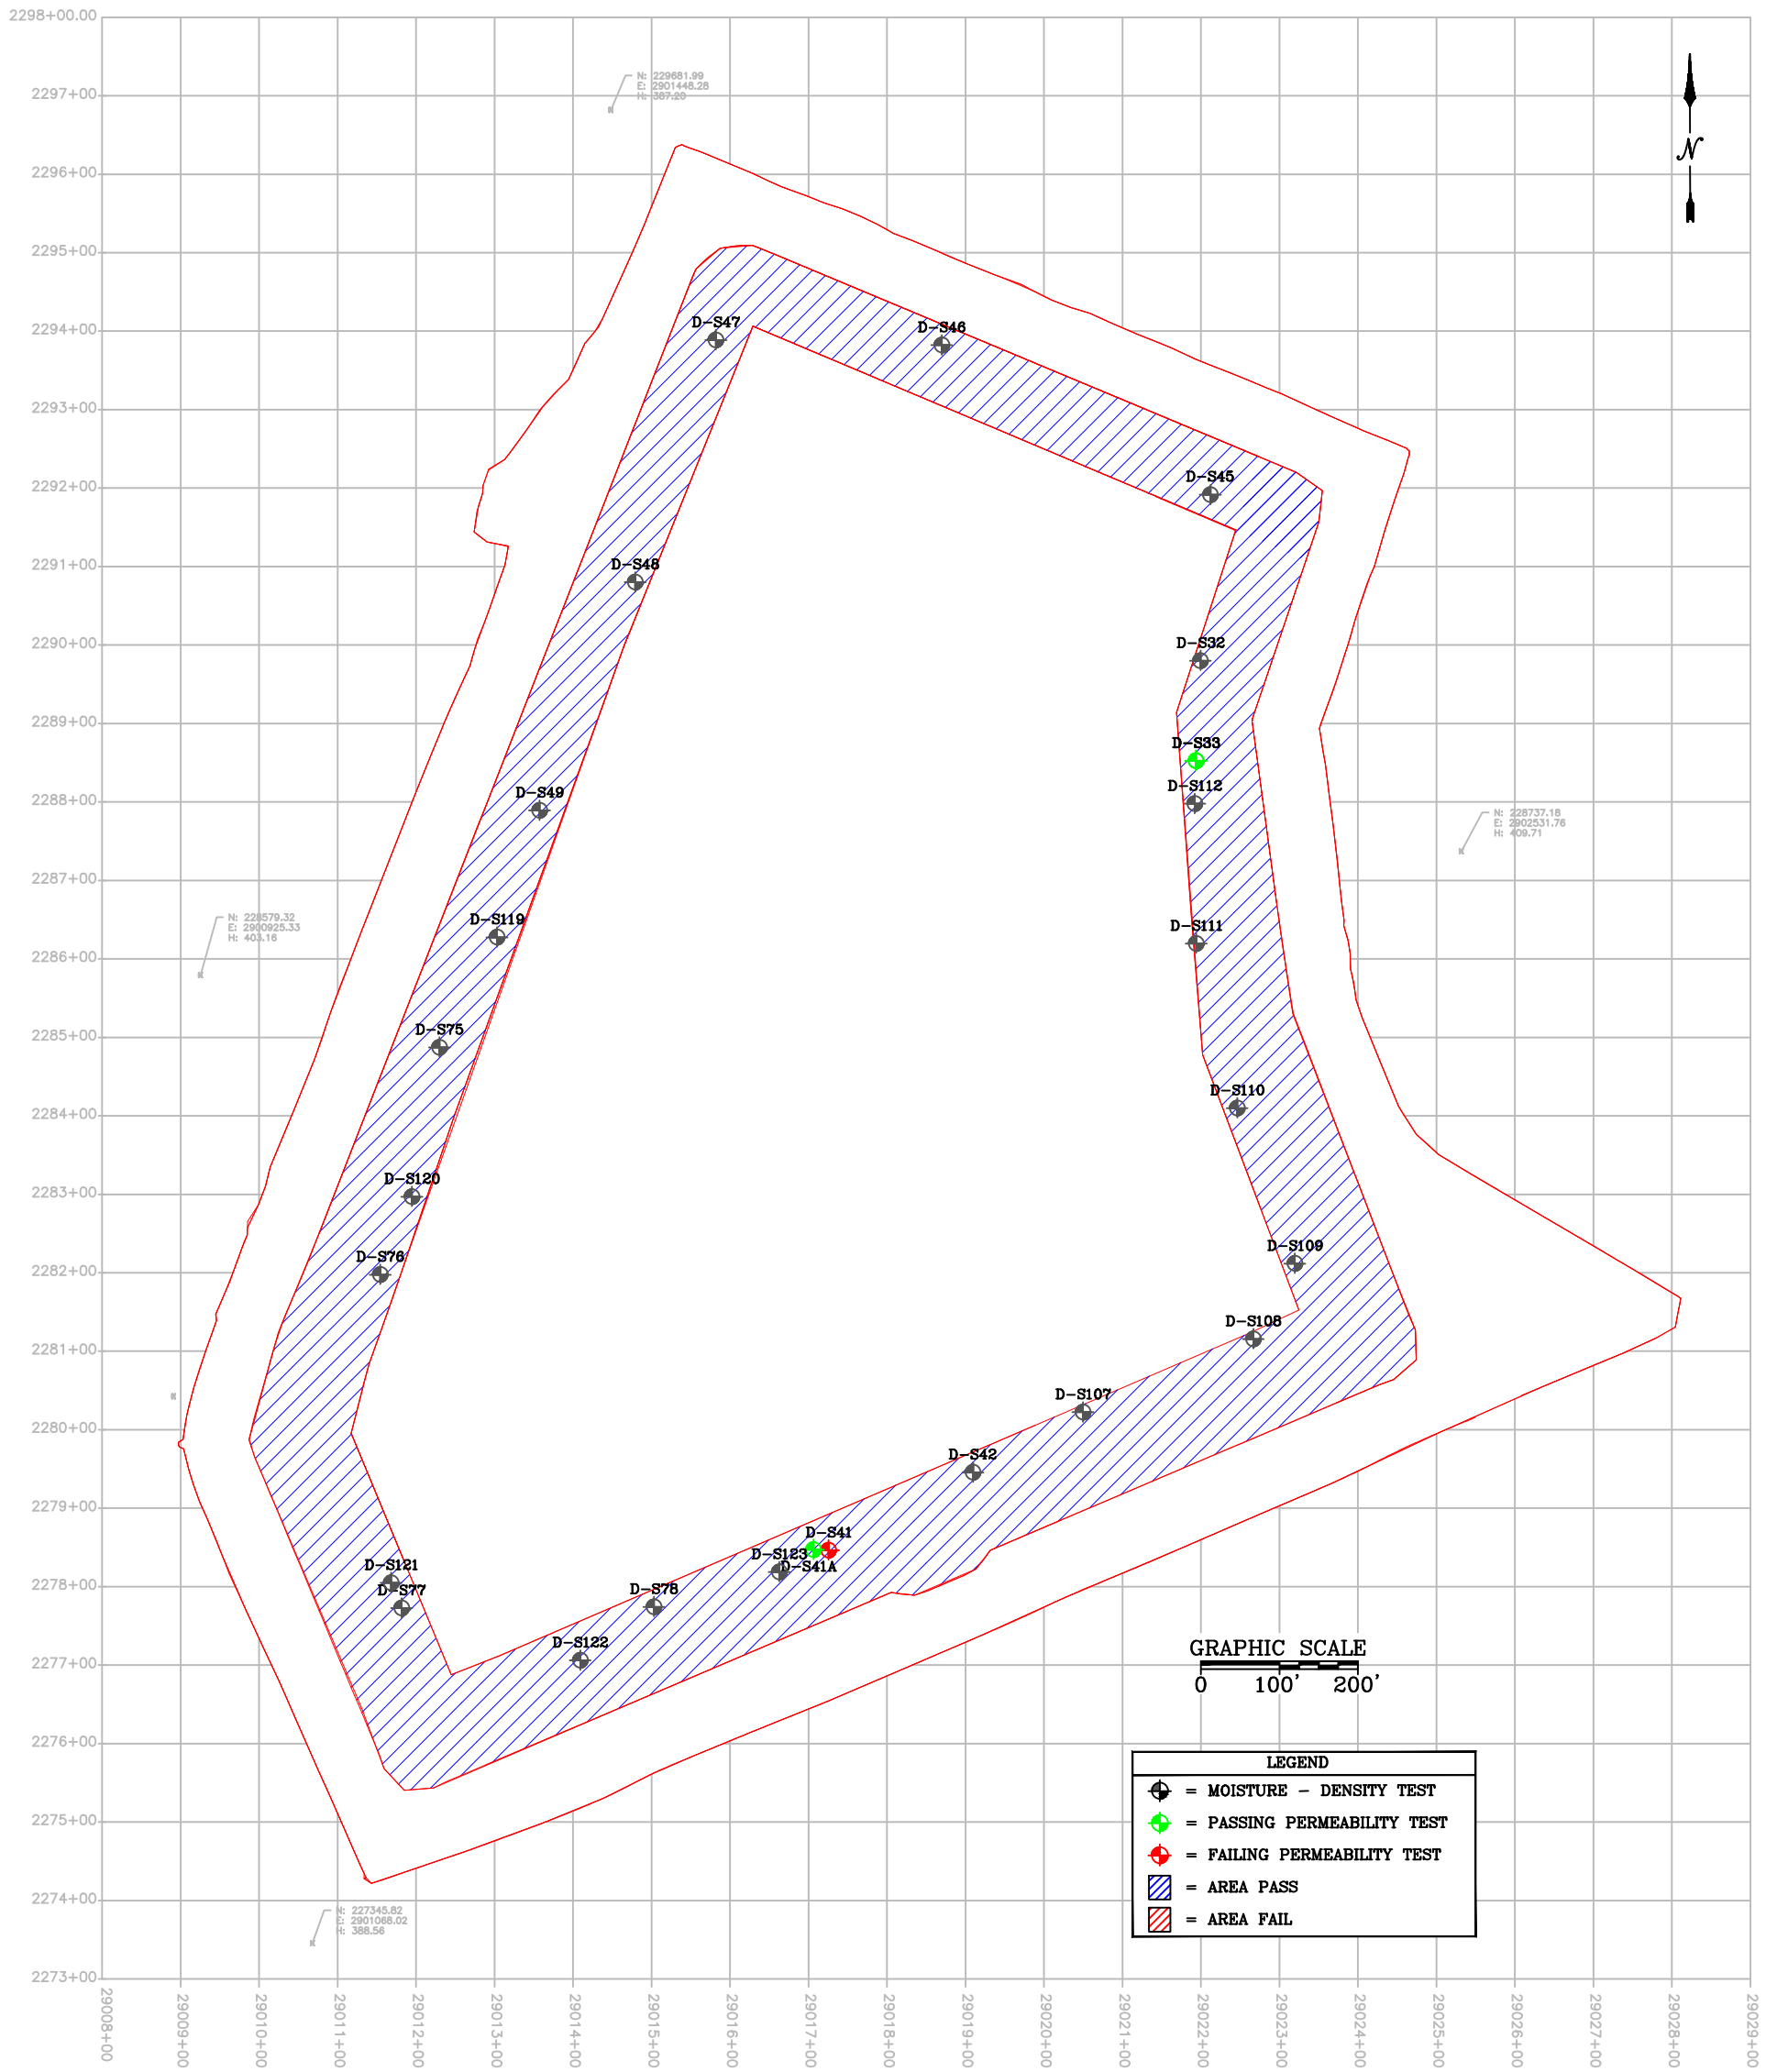 2298+00.00
N: 229681.99
E: 2901448.28
H: 387.20
2297+00
N
2296+00
2295+00
D-S47
D-S46
2294+00
2293+00
D-S45
2292+00
D-S48
2291+00
D-S32
2290+00
2289+00
D-S33
D-S112
D-S49
2288+00
N: 228737.18
E: 2902531.76
H: 409.71
2287+00
D-S119
N: 228579.32
E: 2900925.33
H: 403.16
D-S111
2286+00
D-S75
2285+00
D-S110
2284+00
D-S120
2283+00
D-S76
D-S109
2282+00
D-S108
2281+00
D-S107
2280+00
D-S42
2279+00
D-S41
D-S123
D-S41A
D-S121
2278+00
D-S77
D-S78
D-S122
2277+00
GRAPHIC SCALE
0 100' 200'
2276+00
LEGEND
= MOISTURE - DENSITY TEST
= PASSING PERMEABILITY TEST
= FAILING PERMEABILITY TEST
= AREA PASS
= AREA FAIL
2275+00
2274+00
N: 227345.82
E: 2901068.02
H: 388.56
2273+00
29008+00
29009+00
29010+00
29011+00
29012+00
29013+00
29014+00
29015+00
29016+00
29017+00
29018+00
29019+00
29020+00
29021+00
29022+00
29023+00
29024+00
29025+00
29026+00
29027+00
29028+00
29029+00